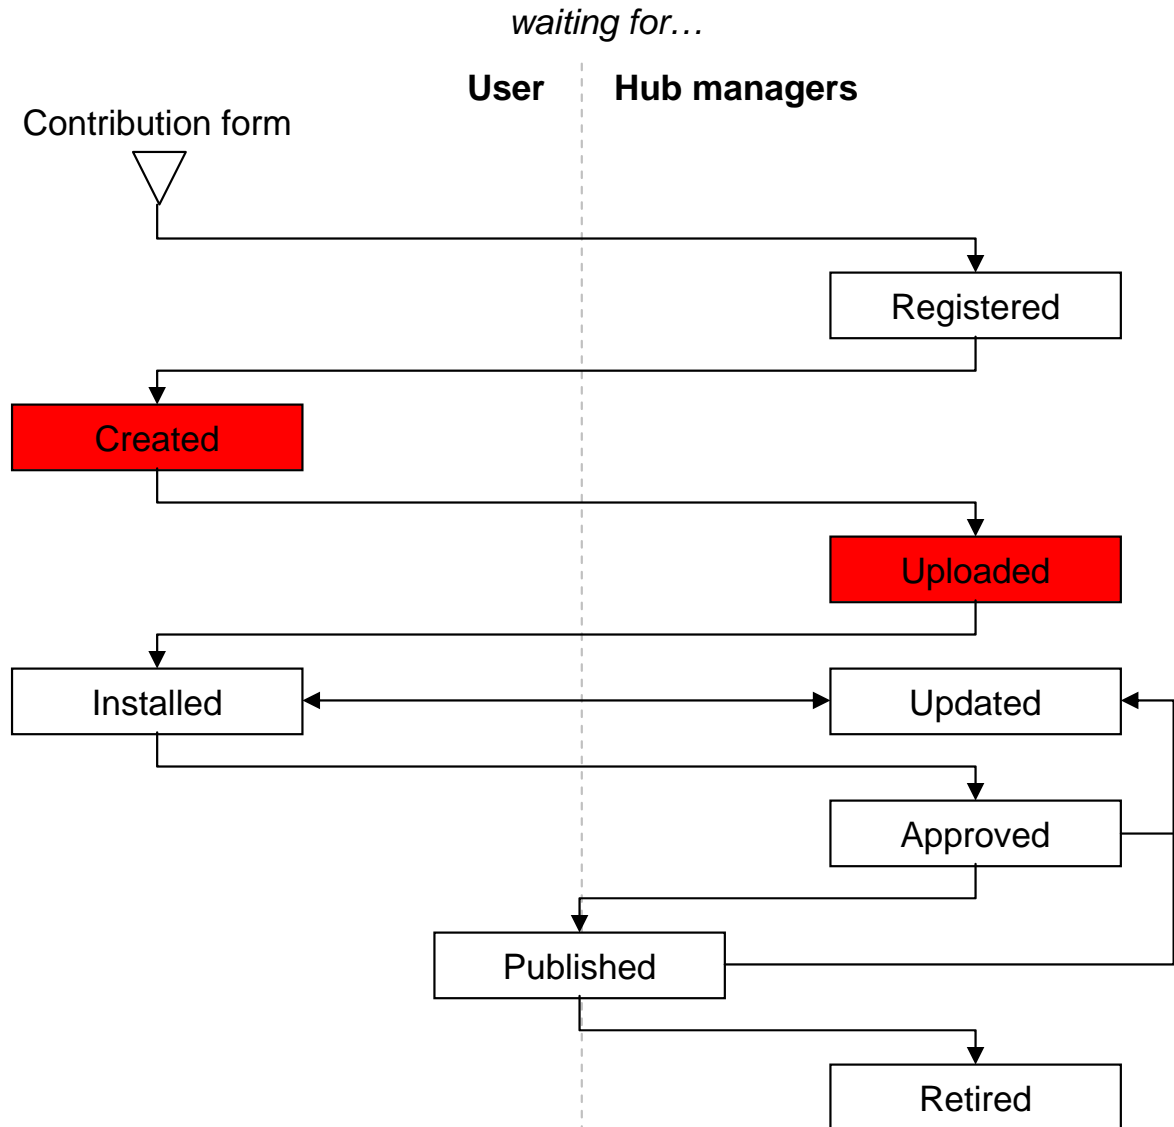 waiting for…
User
Hub managers
Contribution form
Registered
Created
Uploaded
Installed
Updated
Approved
Published
Retired